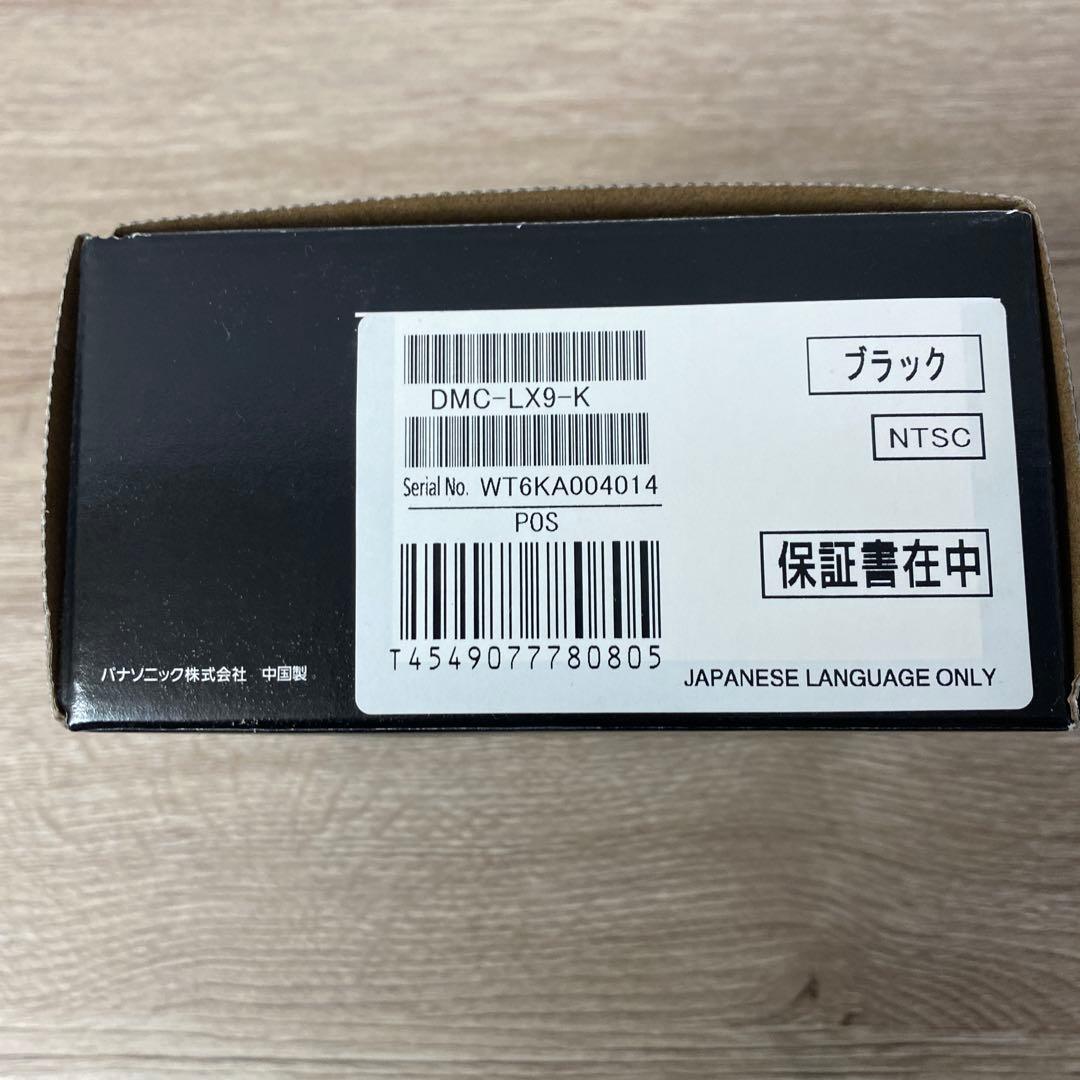 DMC-LX9-K
Serial No. WT6KA004014
POS
T4549077780805
ブラック
NTSC
保証書在中
JAPANESE LANGUAGE ONLY
パナソニック株式会社 中国製